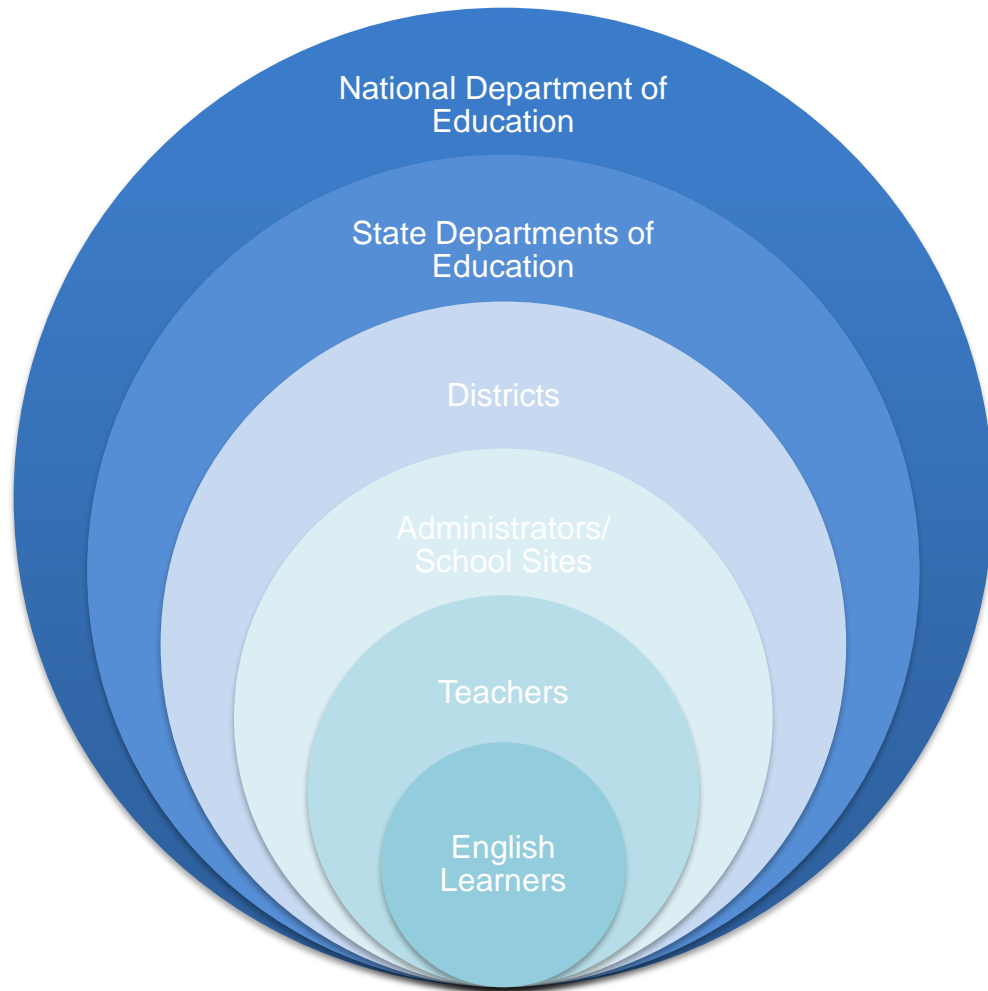 National Department of
Education
State Departments of
Education
Districts
Administrators/
School Sites
Teachers
English
Learners